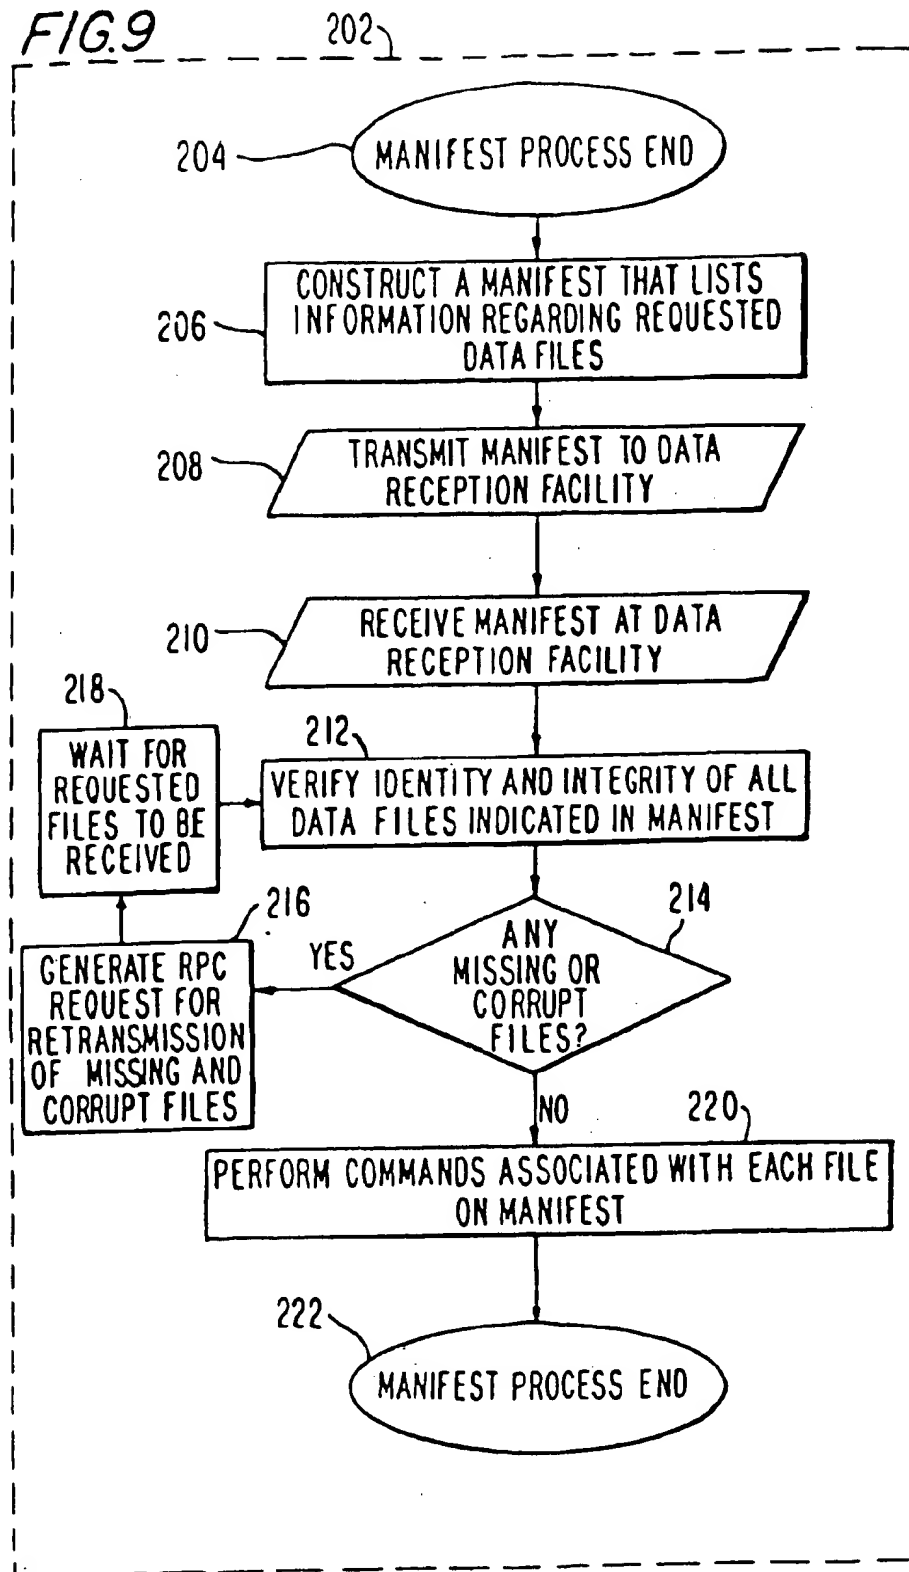 FIG.9
202
204
MANIFEST PROCESS END
206
CONSTRUCT A MANIFEST THAT LISTS
INFORMATION REGARDING REQUESTED
DATA FILES
208
TRANSMIT MANIFEST TO DATA
RECEPTION FACILITY
210
RECEIVE MANIFEST AT DATA
RECEPTION FACILITY
218
WAIT FOR
REQUESTED
FILES TO BE
RECEIVED
212
VERIFY IDENTITY AND INTEGRITY OF ALL
DATA FILES INDICATED IN MANIFEST
214
ANY
MISSING OR
CORRUPT
FILES?
YES
216
GENERATE RPC
REQUEST FOR
RETRANSMISSION
OF MISSING AND
CORRUPT FILES
NO
220
PERFORM COMMANDS ASSOCIATED WITH EACH FILE
ON MANIFEST
222
MANIFEST PROCESS END